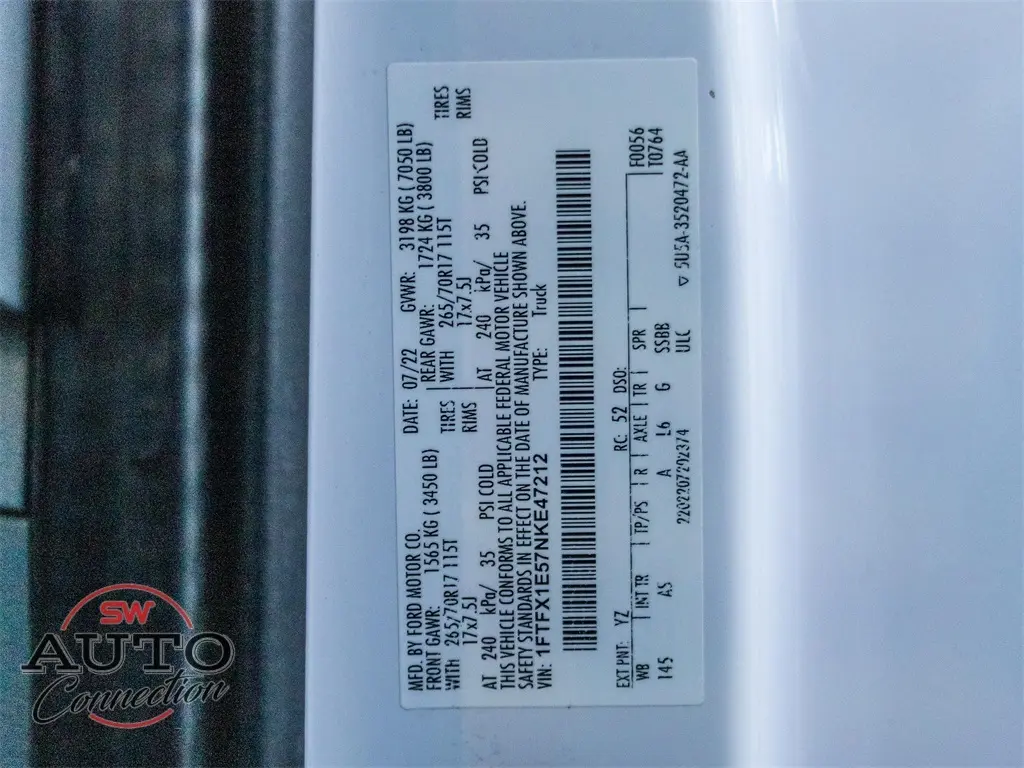 MFD. BY FORD MOTOR CO. DATE: 07/22 GVWR: 3198 KG ( 7050 LB)
FRONT GAWR: 1565 KG ( 3450 LB) REAR GAWR: 1724 KG ( 3800 LB)
WITH 265/70R17 115T TIRES WITH 265/70R17 115T TIRES
17x7.5J RIMS 17x7.5J RIMS
AT 240 kPa/ 35 PSI COLD AT 240 kPa/ 35 PSI COLD
THIS VEHICLE CONFORMS TO ALL APPLICABLE FEDERAL MOTOR VEHICLE
SAFETY STANDARDS IN EFFECT ON THE DATE OF MANUFACTURE SHOWN ABOVE.
VIN: 1FTFX1E57NKE47212 TYPE: Truck
EXT PNT: YZ RC: 52 DSO: F0056
WB INT TR TP/PS R AXLE TR SPR T0764
145 AS A L6 G SSBB
2202207202374 ULC 5U5A-3520472-AA
SW
AUTO
Connection